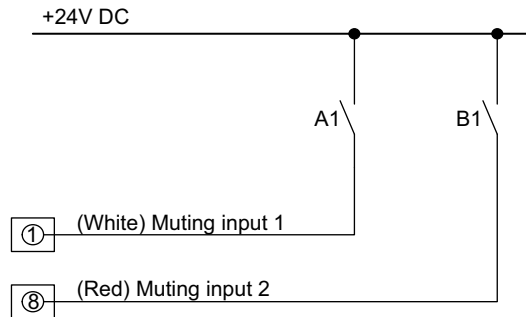 +24V DC
A1
B1
1 (White) Muting input 1
8 (Red) Muting input 2